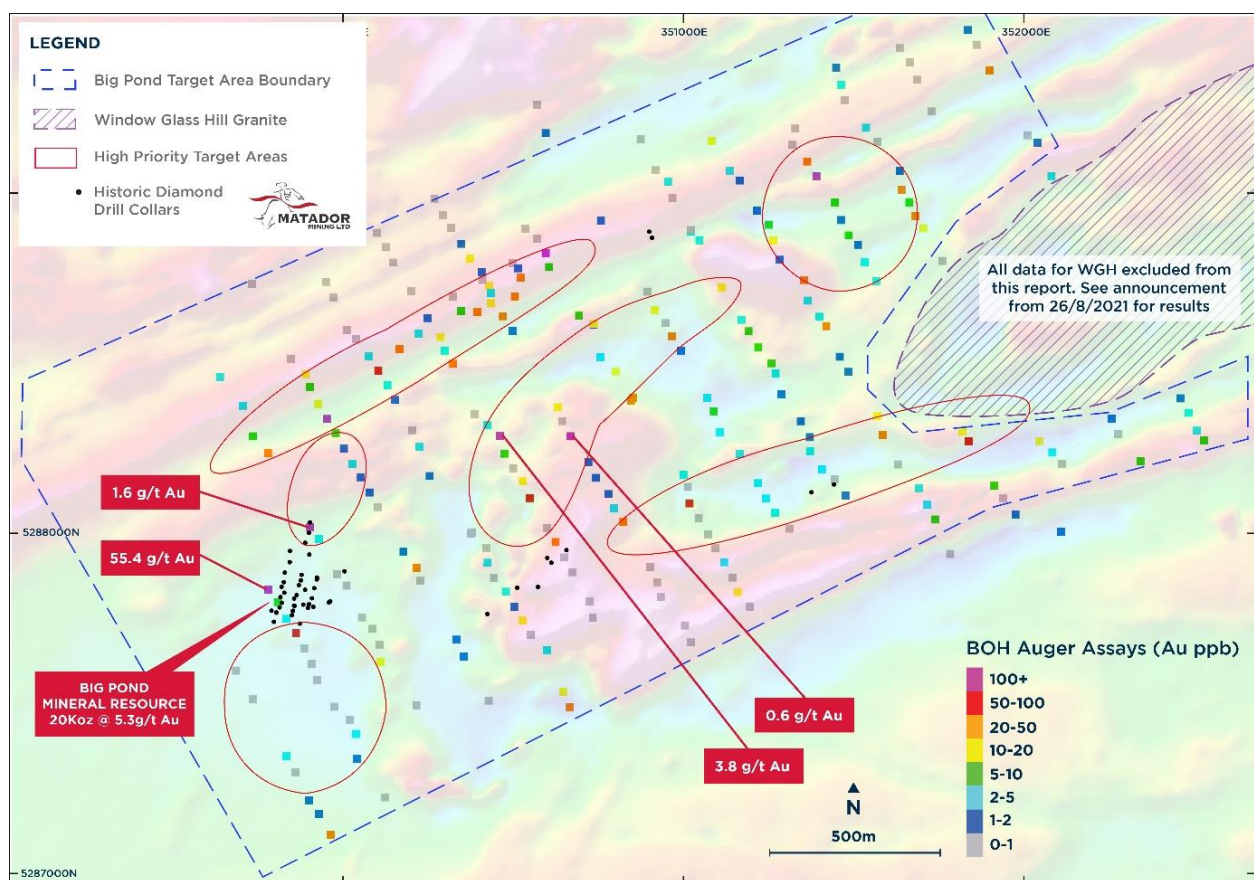 LEGEND
Big Pond Target Area Boundary
Window Glass Hill Granite
High Priority Target Areas
Historic Diamond
Drill Collars
MATADOR
MINING LTD
E
351000E
352000E
All data for WGH excluded from
this report. See announcement
from 26/8/2021 for results
1.6 g/t Au
5288000N
55.4 g/t Au
BIG POND
MINERAL RESOURCE
20Koz @ 5.3g/t Au
0.6 g/t Au
3.8 g/t Au
N
500m
BOH Auger Assays (Au ppb)
100+
50-100
20-50
10-20
5-10
2-5
1-2
0-1
5287000N